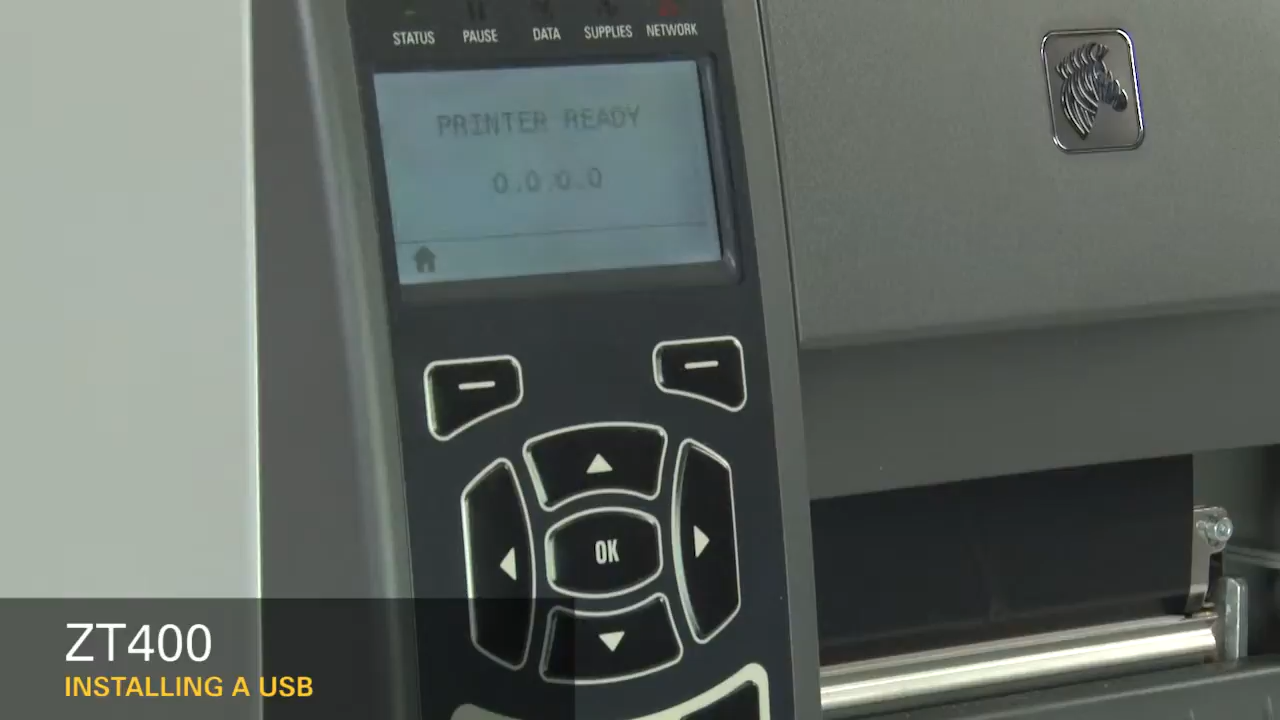 STATUS PAUSE DATA SUPPLIES NETWORK
PRINTER READY
0.0.0.0
OK
ZT400
INSTALLING A USB